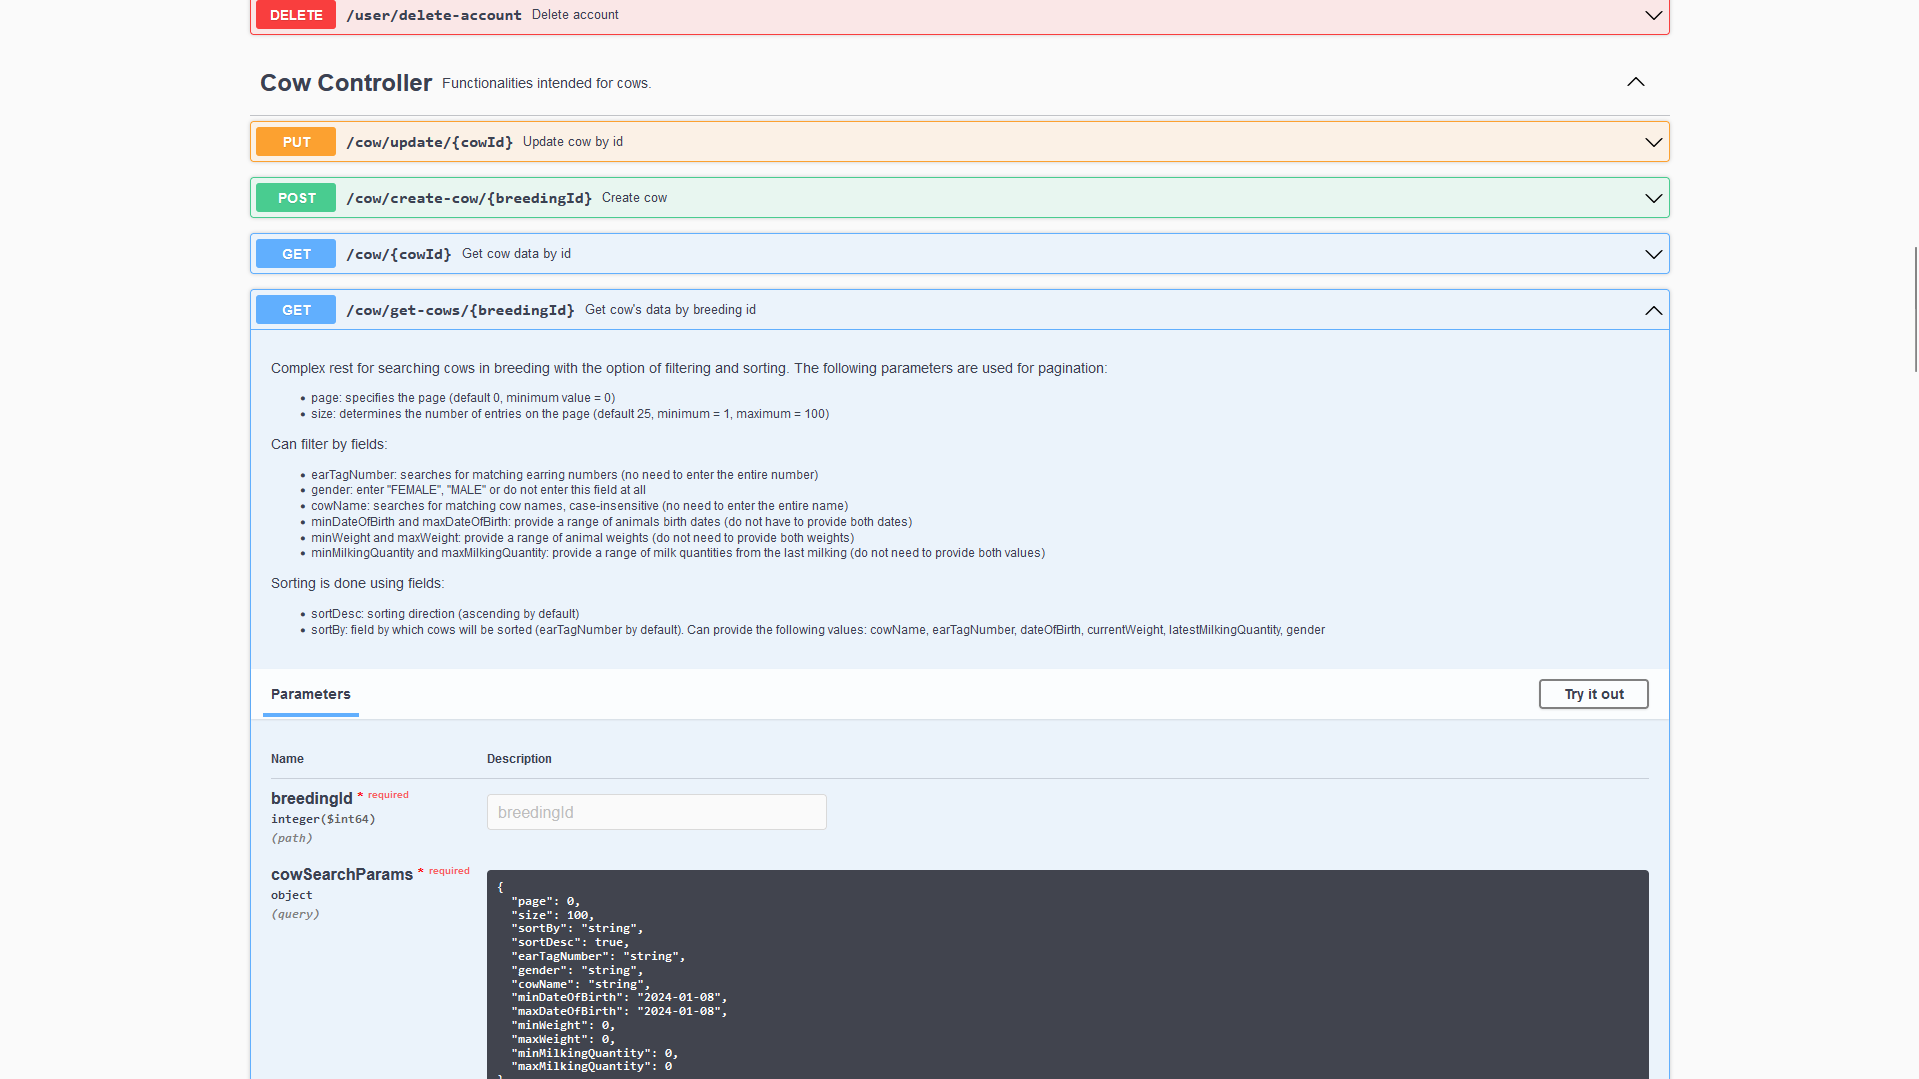 DELETE /user/delete-account Delete account
Cow Controller Functionalities intended for cows.
PUT /cow/update/{cowId} Update cow by id
POST /cow/create-cow/{breedingId} Create cow
GET /cow/{cowId} Get cow data by id
GET /cow/get-cows/{breedingId} Get cow's data by breeding id
Complex rest for searching cows in breeding with the option of filtering and sorting. The following parameters are used for pagination:
• page: specifies the page (default 0, minimum value = 0)
• size: determines the number of entries on the page (default 25, minimum = 1, maximum = 100)
Can filter by fields:
• earTagNumber: searches for matching earring numbers (no need to enter the entire number)
• gender: enter "FEMALE", "MALE" or do not enter this field at all
• cowName: searches for matching cow names, case-insensitive (no need to enter the entire name)
• minDateOfBirth and maxDateOfBirth: provide a range of animals birth dates (do not have to provide both dates)
• minWeight and maxWeight: provide a range of animal weights (do not need to provide both weights)
• minMilkingQuantity and maxMilkingQuantity: provide a range of milk quantities from the last milking (do not need to provide both values)
Sorting is done using fields:
• sortDesc: sorting direction (ascending by default)
• sortBy: field by which cows will be sorted (earTagNumber by default). Can provide the following values: cowName, earTagNumber, dateOfBirth, currentWeight, latestMilkingQuantity, gender
Parameters Try it out
Name Description
breedingId * required
integer($int64)
(path)
breedingId
cowSearchParams * required
object
(query)
{
"page": 0,
"size": 100,
"sortBy": "string",
"sortDesc": true,
"earTagNumber": "string",
"gender": "string",
"cowName": "string",
"minDateOfBirth": "2024-01-08",
"maxDateOfBirth": "2024-01-08",
"minWeight": 0,
"maxWeight": 0,
"minMilkingQuantity": 0,
"maxMilkingQuantity": 0